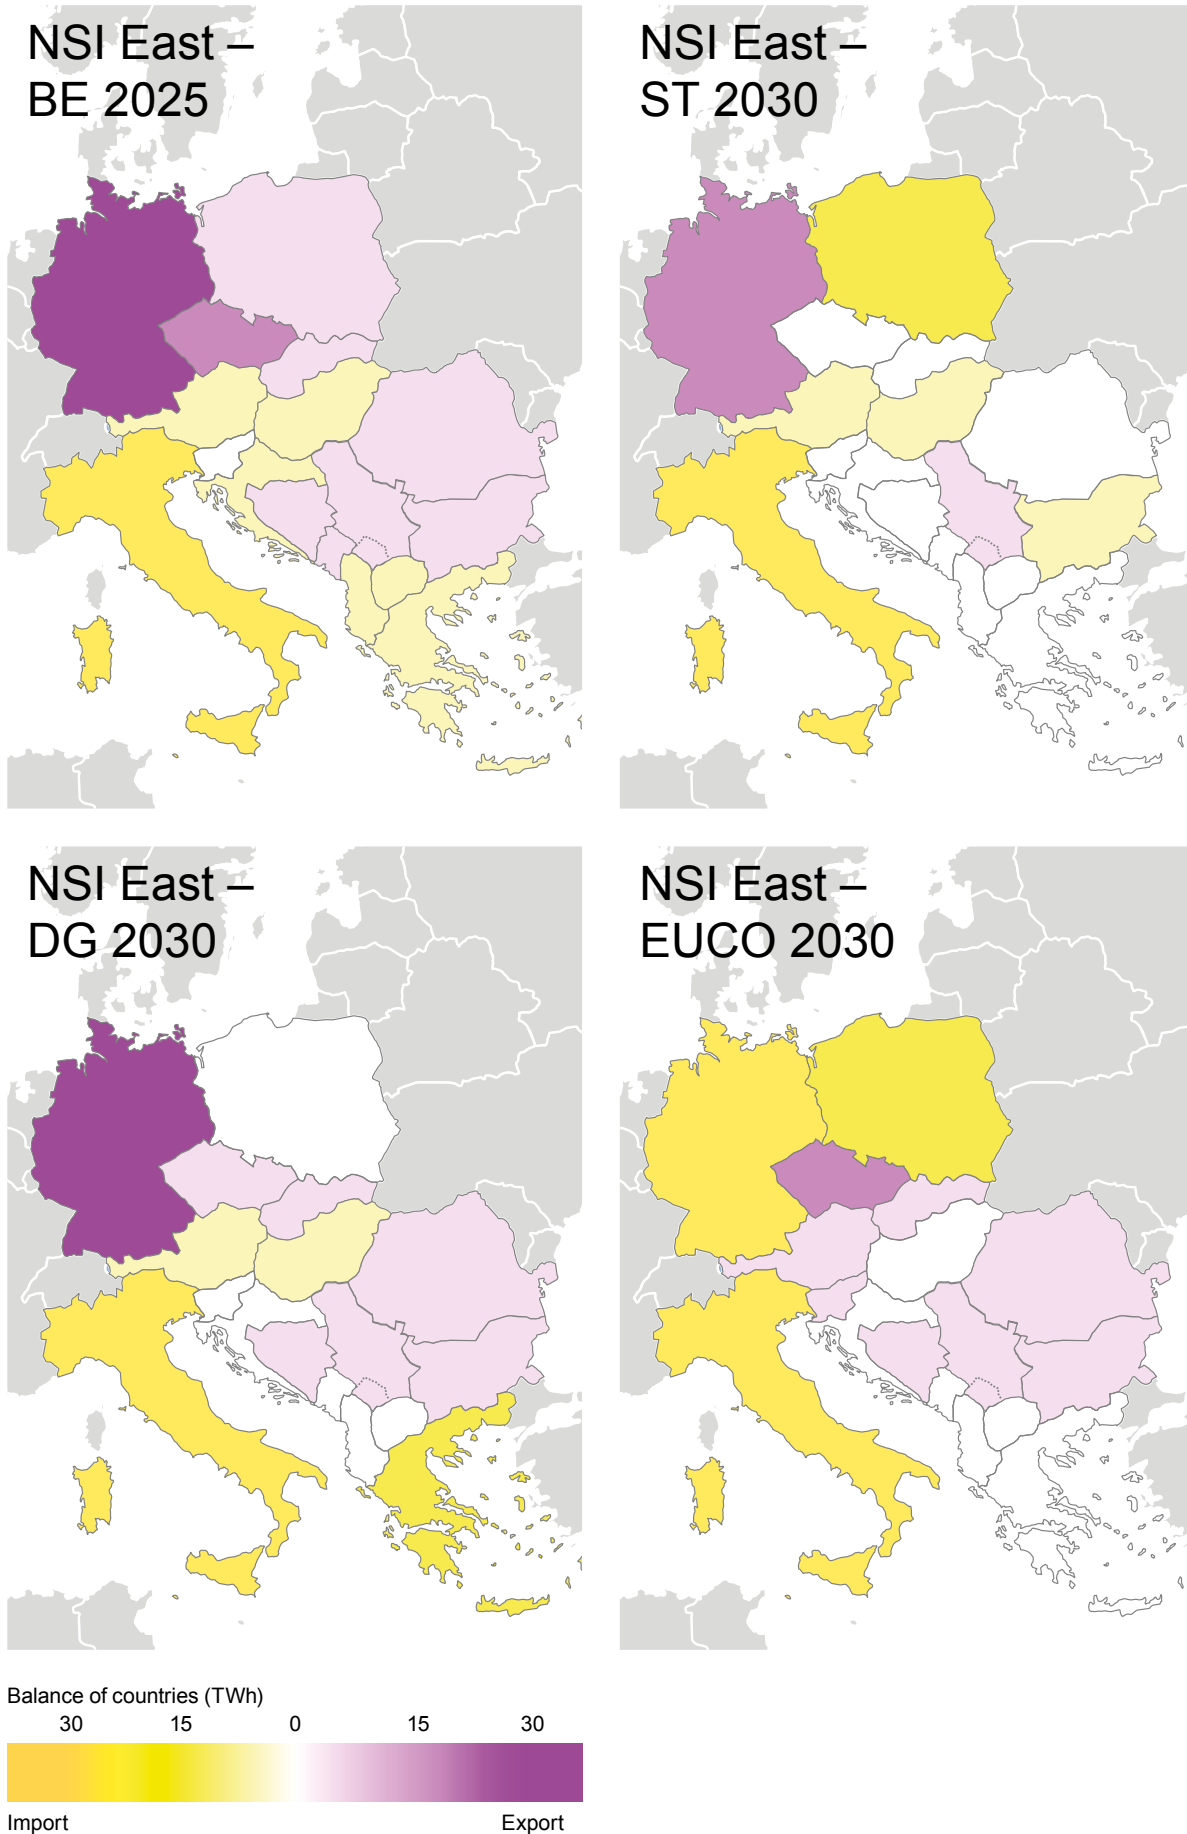 NSI East –
BE 2025
NSI East –
ST 2030
NSI East –
DG 2030
NSI East –
EUCO 2030
Balance of countries (TWh)
30 15 0 15 30
Import Export